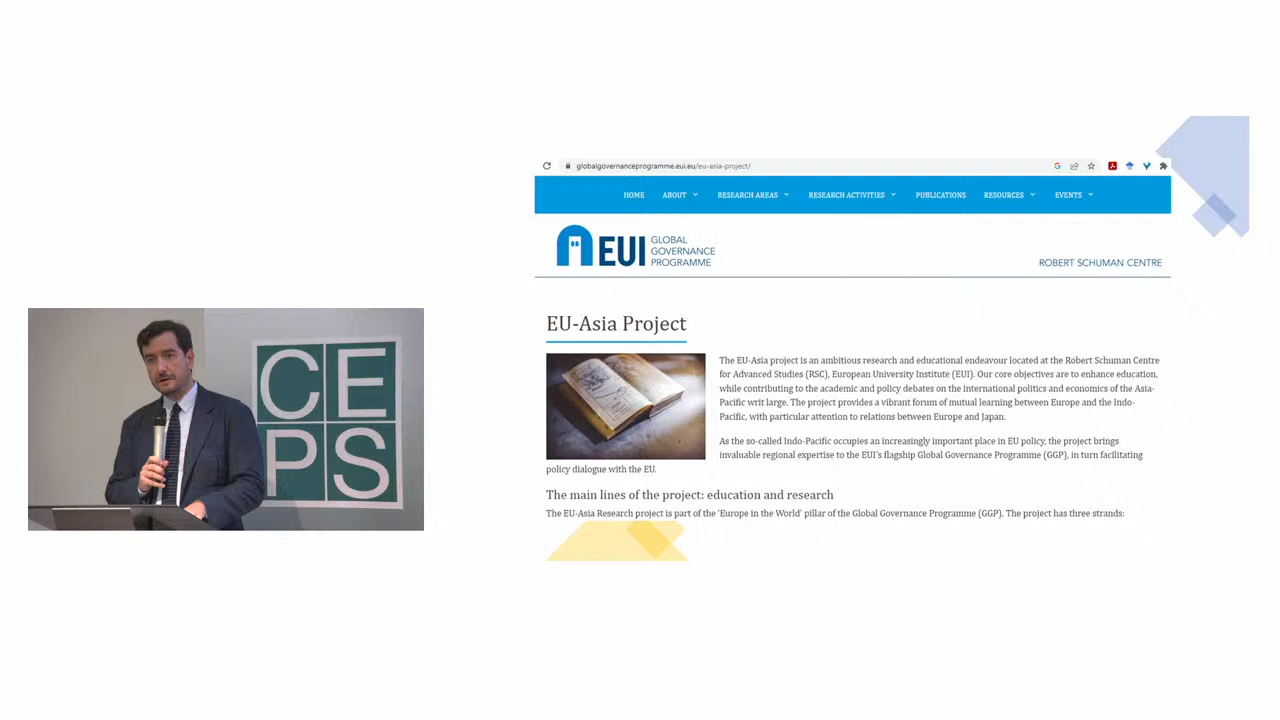 CE
PS
globalgovernanceprogramme.eui.eu/eu-asia-project/
HOME ABOUT RESEARCH AREAS RESEARCH ACTIVITIES PUBLICATIONS RESOURCES EVENTS
EUI GLOBAL
GOVERNANCE
PROGRAMME
ROBERT SCHUMAN CENTRE
EU-Asia Project
The EU-Asia project is an ambitious research and educational endeavour located at the Robert Schuman Centre
for Advanced Studies (RSC), European University Institute (EUI). Our core objectives are to enhance education,
while contributing to the academic and policy debates on the international politics and economics of the Asia-
Pacific writ large. The project provides a vibrant forum of mutual learning between Europe and the Indo-
Pacific, with particular attention to relations between Europe and Japan.
As the so-called Indo-Pacific occupies an increasingly important place in EU policy, the project brings
invaluable regional expertise to the EUI's flagship Global Governance Programme (GGP), in turn facilitating
policy dialogue with the EU.
The main lines of the project: education and research
The EU-Asia Research project is part of the 'Europe in the World' pillar of the Global Governance Programme (GGP). The project has three strands: